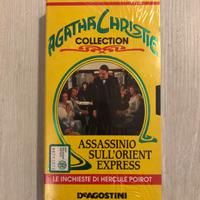 AGATHA CHRISTIE
COLLECTION
ASSASSINIO
SULL'ORIENT
EXPRESS
LE INCHIESTE DI HERCULE POIROT
DEAGOSTINI